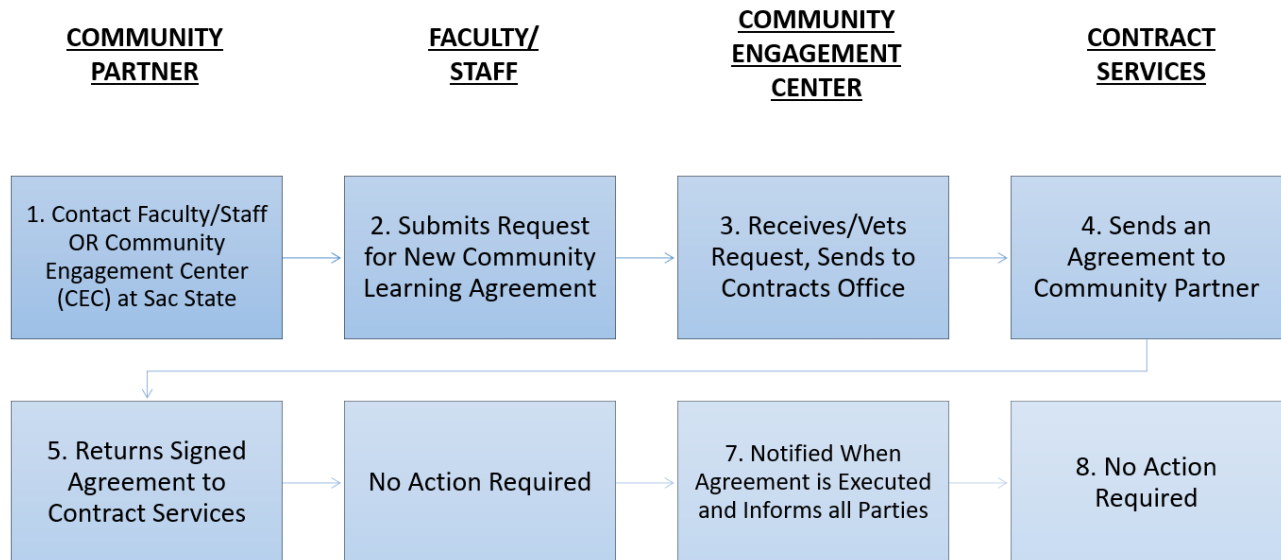 COMMUNITY
PARTNER
FACULTY/
STAFF
COMMUNITY
ENGAGEMENT
CENTER
CONTRACT
SERVICES
1. Contact Faculty/Staff
OR Community
Engagement Center
(CEC) at Sac State
2. Submits Request
for New Community
Learning Agreement
3. Receives/Vets
Request, Sends to
Contracts Office
4. Sends an
Agreement to
Community Partner
5. Returns Signed
Agreement to
Contract Services
No Action Required
7. Notified When
Agreement is Executed
and Informs all Parties
8. No Action
Required